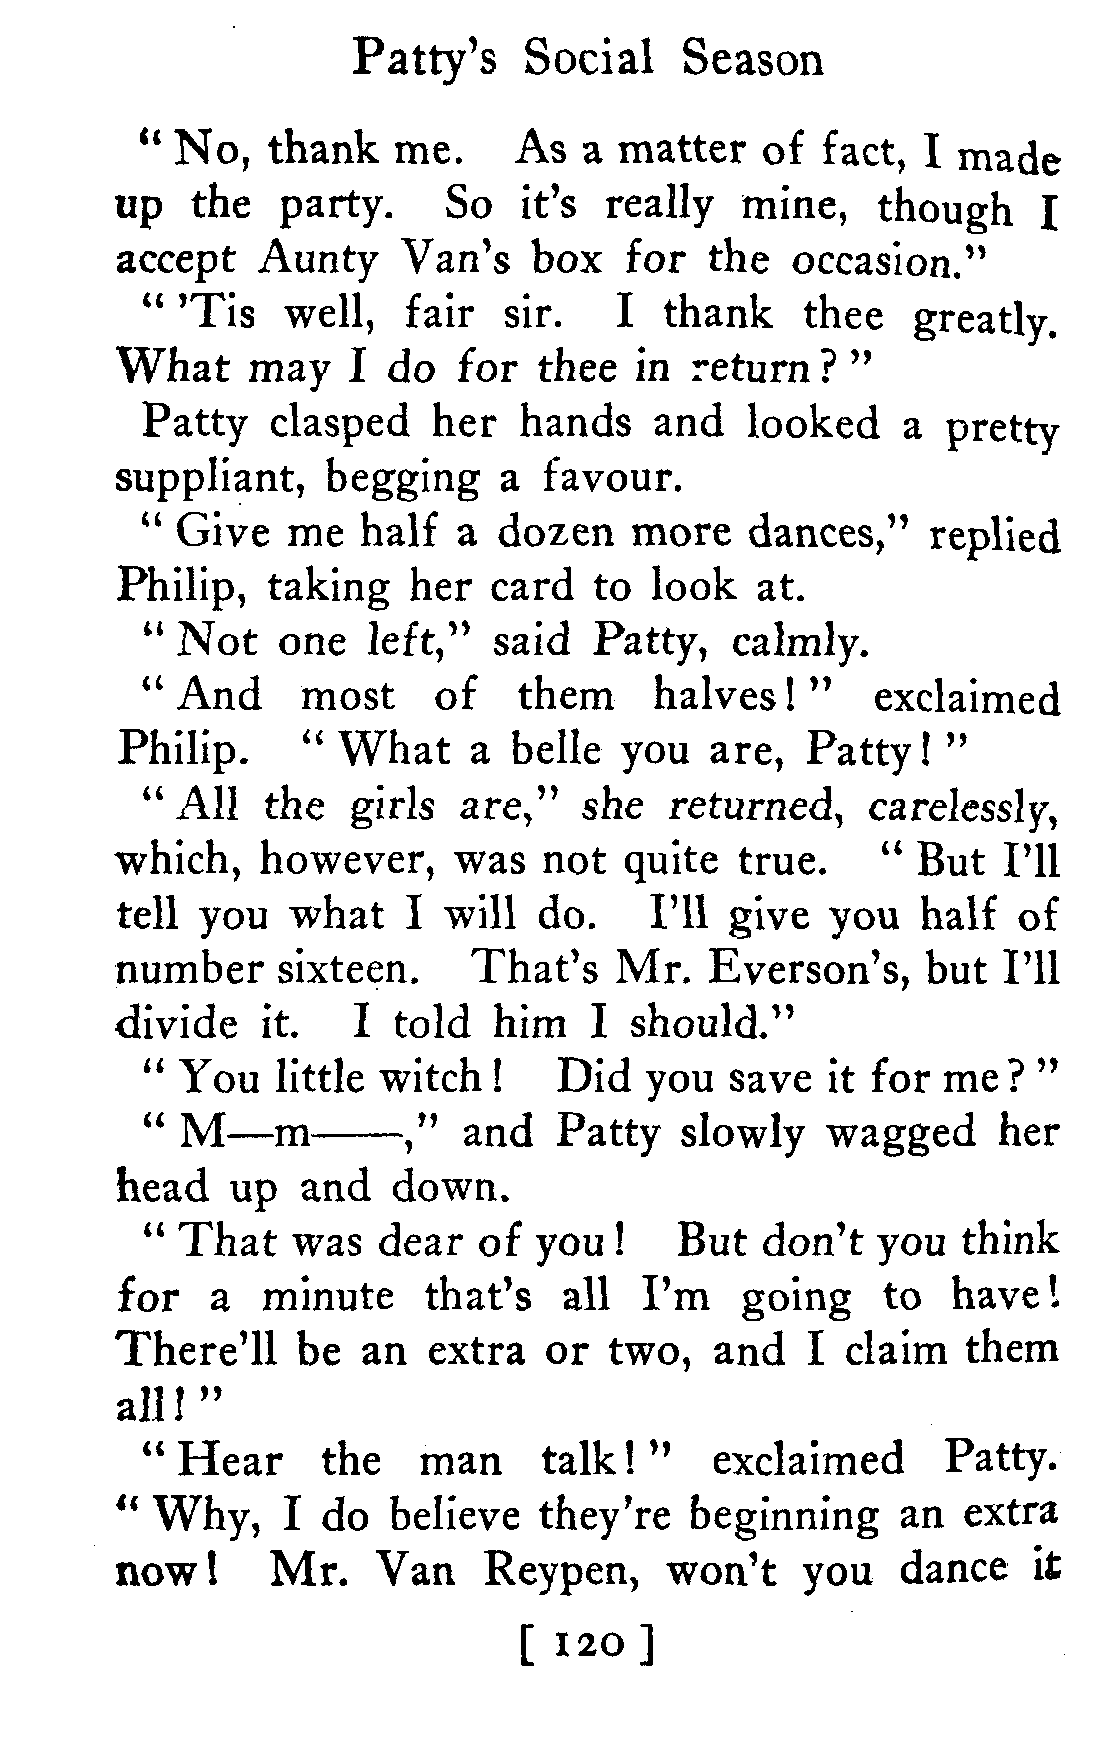 Patty's Social Season
" No, thank me. As a matter of fact, I made
up the party. So it's really mine, though I
accept Aunty Van's box for the occasion."
" 'Tis well, fair sir. I thank thee greatly.
What may I do for thee in return ? "
Patty clasped her hands and looked a pretty
suppliant, begging a favour.
" Give me half a dozen more dances," replied
Philip, taking her card to look at.
" Not one left," said Patty, calmly.
" And most of them halves ! " exclaimed
Philip. " What a belle you are, Patty ! "
" All the girls are," she returned, carelessly,
which, however, was not quite true. " But I'll
tell you what I will do. I'll give you half of
number sixteen. That's Mr. Everson's, but I'll
divide it. I told him I should."
" You little witch ! Did you save it for me ? "
" M—m——," and Patty slowly wagged her
head up and down.
" That was dear of you ! But don't you think
for a minute that's all I'm going to have !
There'll be an extra or two, and I claim them
all ! "
" Hear the man talk ! " exclaimed Patty.
" Why, I do believe they're beginning an extra
now ! Mr. Van Reypen, won't you dance it
[ 120 ]